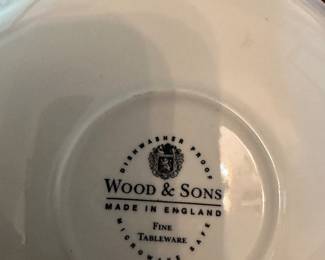 DISHWASHER PROOF
WOOD & SONS
MADE IN ENGLAND
FINE
TABLEWARE
MICROWAVE SAFE